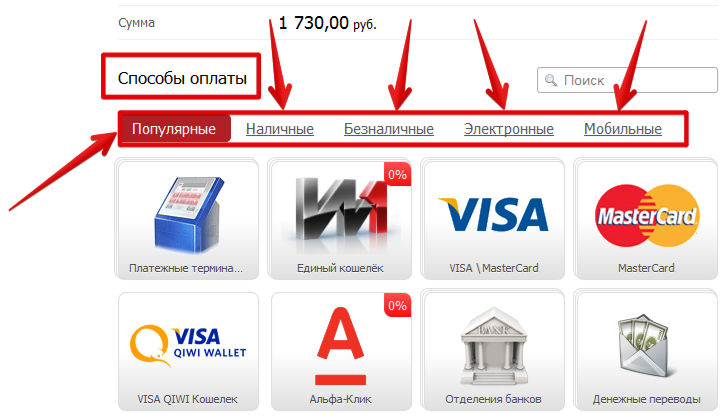 Сумма 1 730,00 руб.
Способы оплаты
Поиск
Популярные Наличные Безналичные Электронные Мобильные
0%
VISA
MasterCard
Платежные термина...
Единый кошелёк
VISA \ MasterCard
MasterCard
VISA
QIWI WALLET
0%
А
BANK
VISA QIWI Кошелек
Альфа-Клик
Отделения банков
Денежные переводы